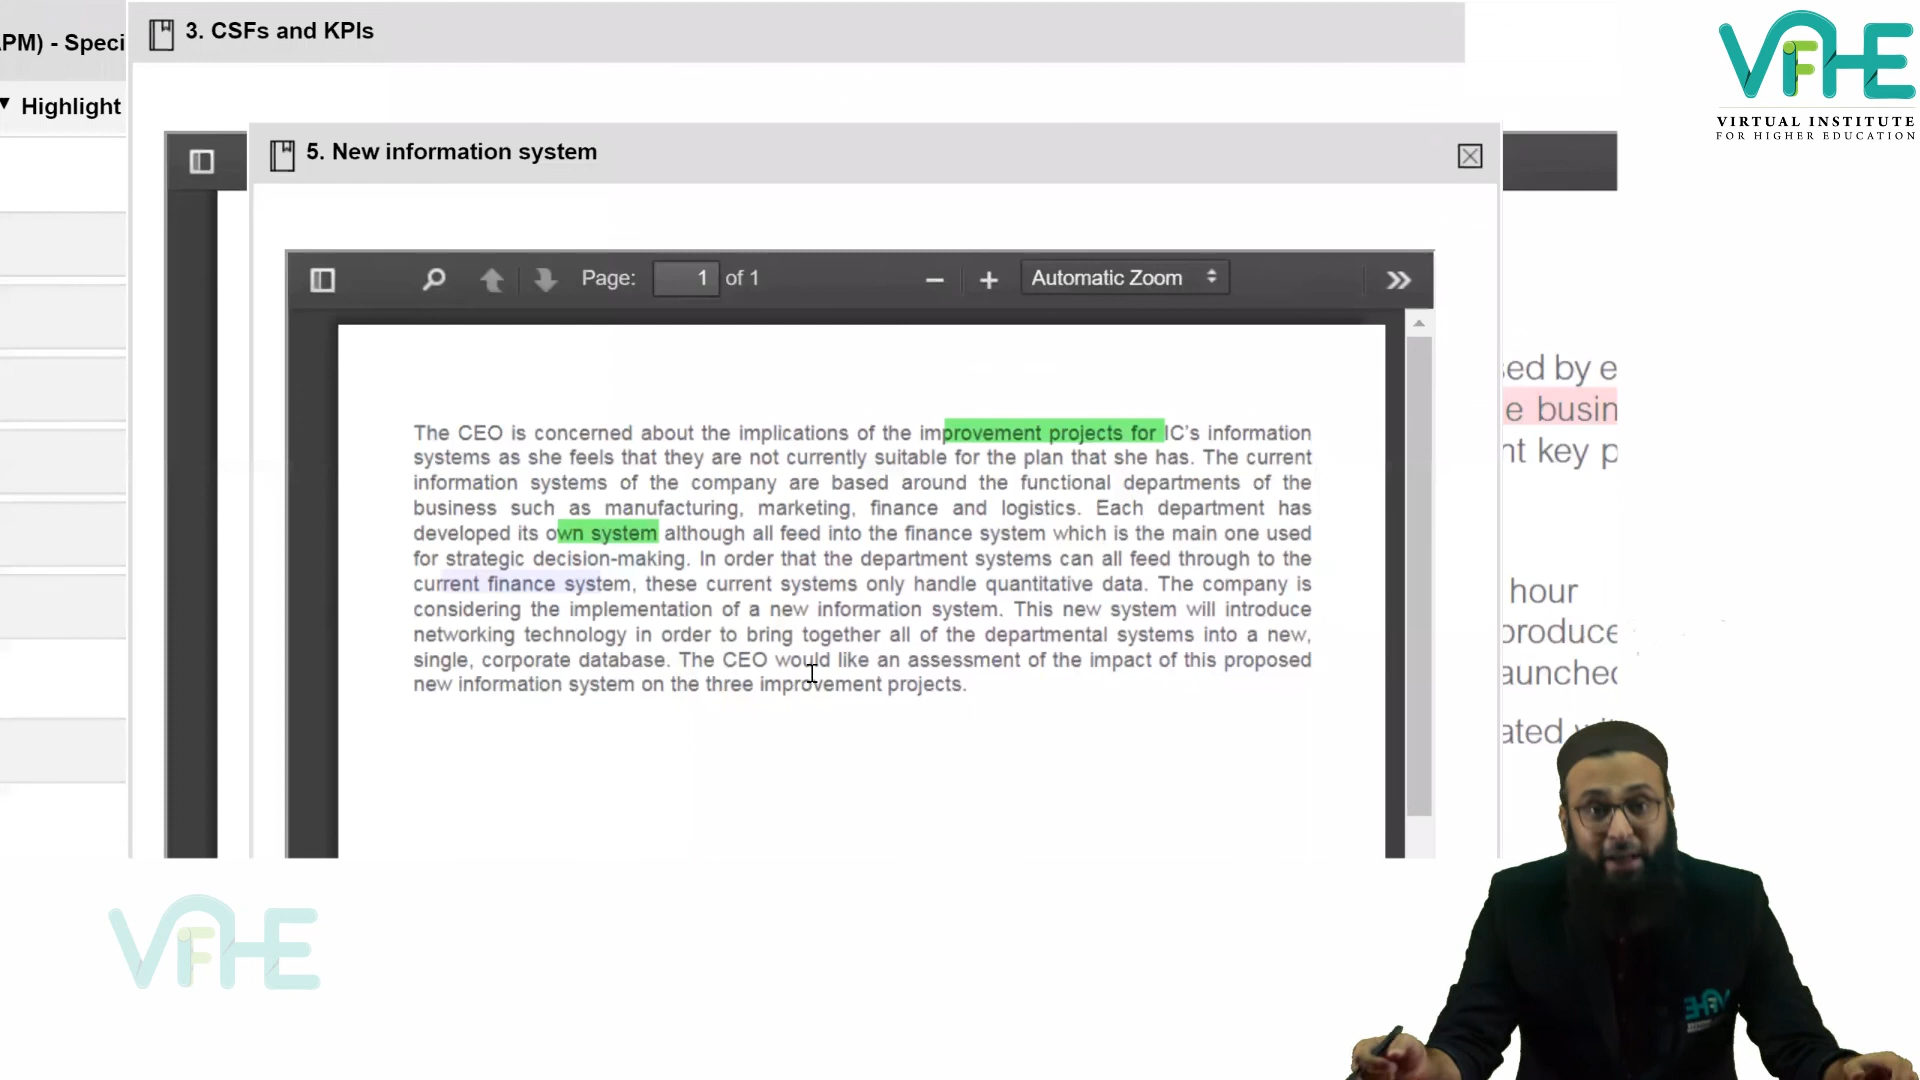 PM) - Speci
3. CSFs and KPIs
Highlight
VIFHE
VIRTUAL INSTITUTE
FOR HIGHER EDUCATION
5. New information system
Page: 1 of 1
Automatic Zoom
The CEO is concerned about the implications of the improvement projects for IC's information
systems as she feels that they are not currently suitable for the plan that she has. The current
information systems of the company are based around the functional departments of the
business such as manufacturing, marketing, finance and logistics. Each department has
developed its own system although all feed into the finance system which is the main one used
for strategic decision-making. In order that the department systems can all feed through to the
current finance system, these current systems only handle quantitative data. The company is
considering the implementation of a new information system. This new system will introduce
networking technology in order to bring together all of the departmental systems into a new,
single, corporate database. The CEO would like an assessment of the impact of this proposed
new information system on the three improvement projects.
ed by e
e busin
nt key p
hour
produce
aunche
ated
VIFHE